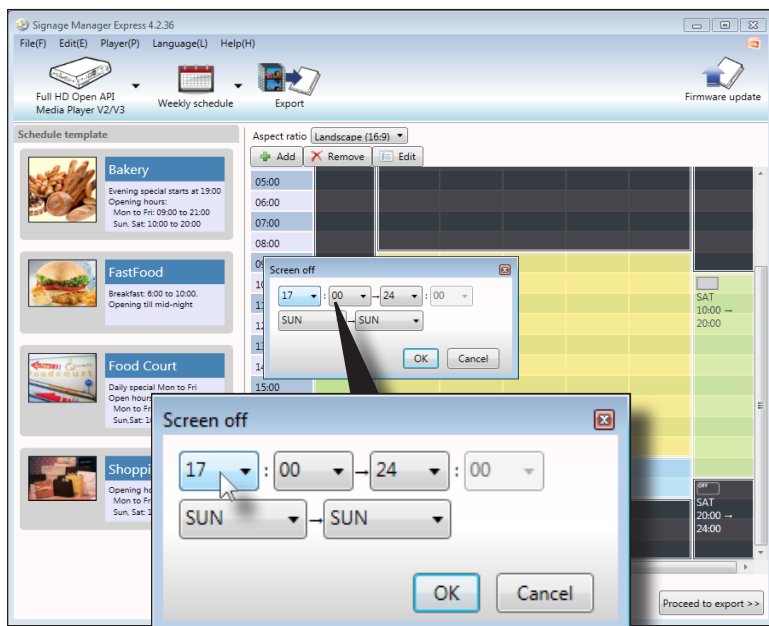 Signage Manager Express 4.2.36
File(F) Edit(E) Player(P) Language(L) Help(H)
Full HD Open API
Media Player V2/V3
Weekly schedule
Export
Firmware update
Schedule template
Aspect ratio Landscape (16:9)
Add Remove Edit
Bakery
Evening special starts at 19:00
Opening hours:
Mon to Fri: 09:00 to 21:00
Sun, Sat: 10:00 to 20:00
FastFood
Breakfast: 6:00 to 10:00.
Opening till mid-night
Food Court
Daily special Mon to Fri
Open hours
Mon to Fr
Sun,Sat: 1
Shoppi
Opening ho
Mon to Fr
Sun, Sat: 1
05:00
06:00
07:00
08:00
09
10
11
12
13
14
15:00
Screen off
17 : 00 → 24 : 00
SUN → SUN
OK Cancel
SAT
10:00 →
20:00
OFF
SAT
20:00 →
24:00
Screen off
17 : 00 → 24 : 00
SUN → SUN
OK Cancel
Proceed to export >>